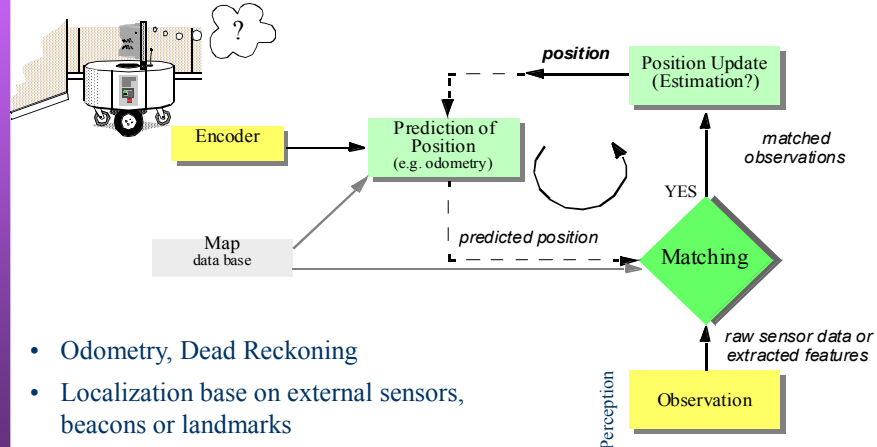 ?
position
Position Update
(Estimation?)
Encoder
Prediction of
Position
(e.g. odometry)
matched
observations
YES
Map
data base
predicted position
Matching
raw sensor data or
extracted features
Observation
Perception
• Odometry, Dead Reckoning
• Localization base on external sensors,
beacons or landmarks